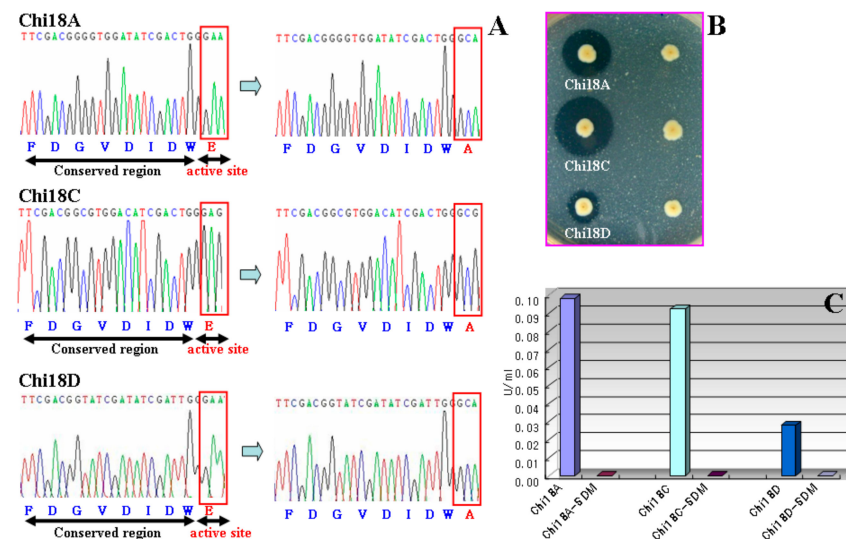 Chi18A
TTCGACGGGGTGGATATCGACTGGGAA
TTCGACGGGGTGGATATCGACTGGGCA
A
F D G V D I D W E
F D G V D I D W A
Conserved region
active site
Chi18C
TTCGACGGCGTGGACATCGACTGGGAG
TTCGACGGCGTGGACATCGACTGGGCG
F D G V D I D W E
F D G V D I D W A
Conserved region
active site
Chi18D
TTCGACGGTATCGATATCGATTGGGAA
TTCGACGGTATCGATATCGATTGGGCA
F D G V D I D W E
F D G V D I D W A
Conserved region
active site
B
Chi18A
Chi18C
Chi18D
C
U/ml
0.10
0.09
0.08
0.07
0.06
0.05
0.04
0.03
0.02
0.01
0.00
Chi18A
Chi18A-SDM
Chi18C
Chi18C-SDM
Chi18D
Chi18D-SDM